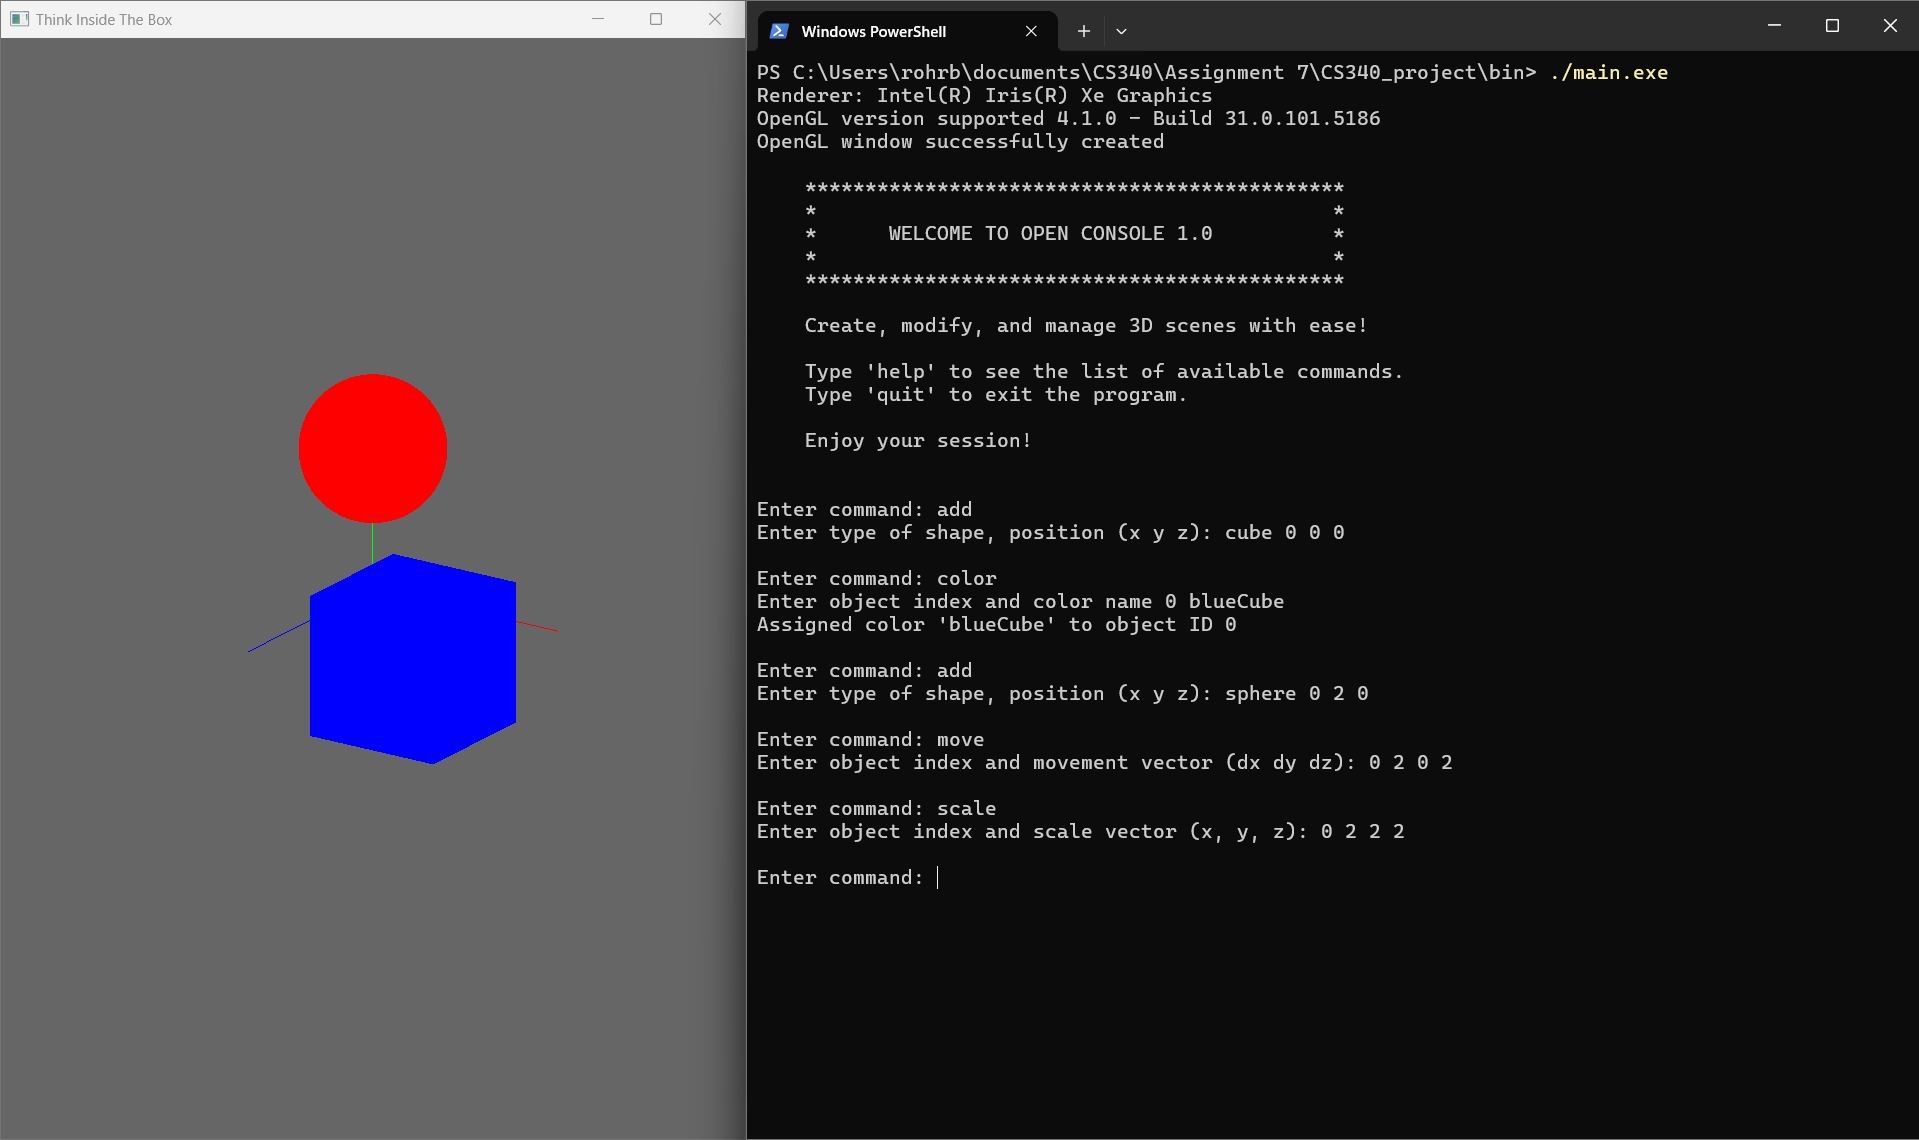 Think Inside The Box
Windows PowerShell
PS C:\Users\rohrb\documents\CS340\Assignment 7\CS340_project\bin> ./main.exe
Renderer: Intel(R) Iris(R) Xe Graphics
OpenGL version supported 4.1.0 - Build 31.0.101.5186
OpenGL window successfully created
*********************************************
*                                           *
*      WELCOME TO OPEN CONSOLE 1.0          *
*                                           *
*********************************************
Create, modify, and manage 3D scenes with ease!
Type 'help' to see the list of available commands.
Type 'quit' to exit the program.
Enjoy your session!
Enter command: add
Enter type of shape, position (x y z): cube 0 0 0
Enter command: color
Enter object index and color name 0 blueCube
Assigned color 'blueCube' to object ID 0
Enter command: add
Enter type of shape, position (x y z): sphere 0 2 0
Enter command: move
Enter object index and movement vector (dx dy dz): 0 2 0 2
Enter command: scale
Enter object index and scale vector (x, y, z): 0 2 2 2
Enter command: